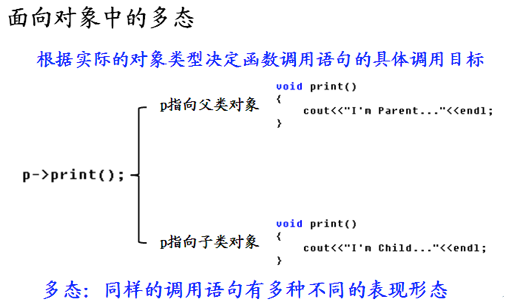 面向对象中的多态
根据实际的对象类型决定函数调用语句的具体调用目标
p->print();
p指向父类对象
void print()
{
cout<<"I'm Parent..."<<endl;
}
p指向子类对象
void print()
{
cout<<"I'm Child..."<<endl;
}
多态：同样的调用语句有多种不同的表现形态